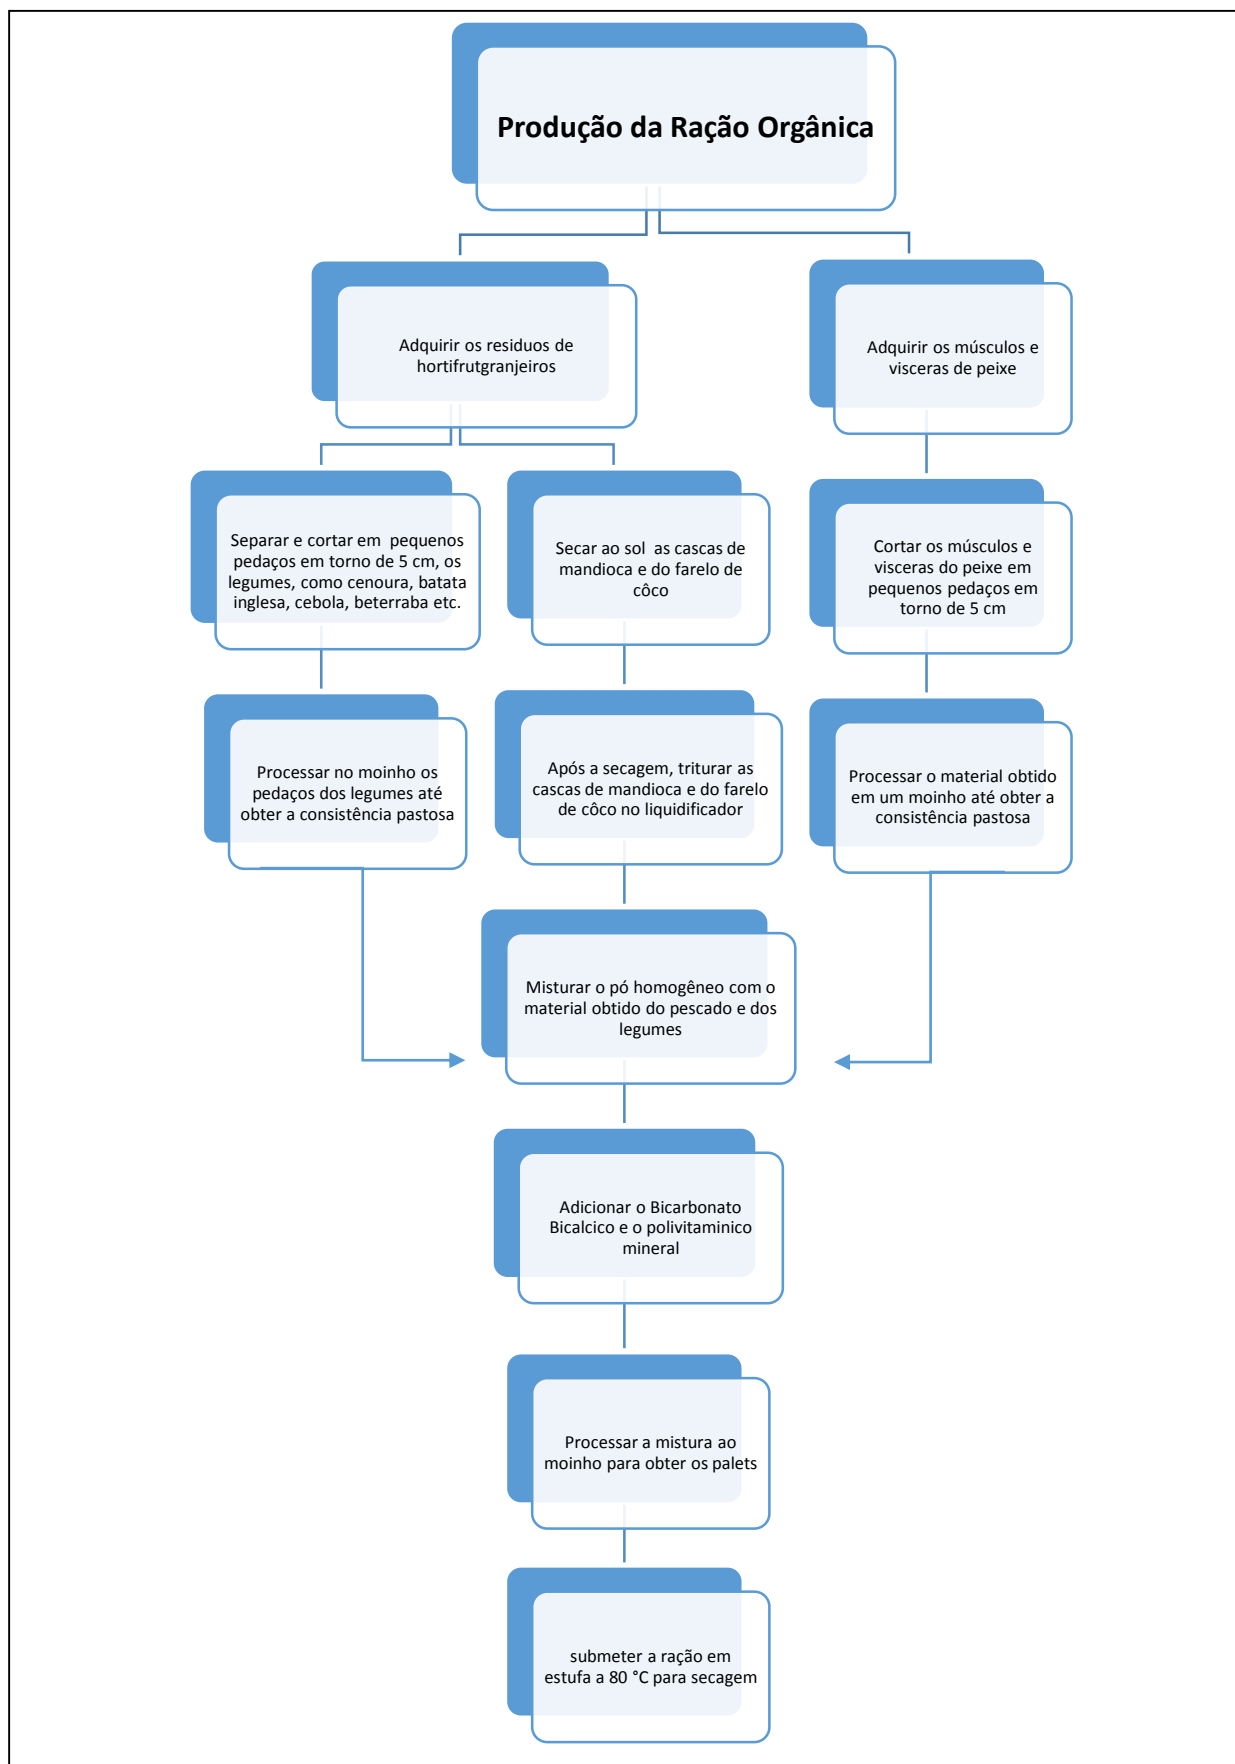 Produção da Ração Orgânica
Adquirir os residuos de
hortifrutgranjeiros
Adquirir os músculos e
visceras de peixe
Separar e cortar em pequenos
pedaços em torno de 5 cm, os
legumes, como cenoura, batata
inglesa, cebola, beterraba etc.
Secar ao sol as cascas de
mandioca e do farelo de
côco
Cortar os músculos e
visceras do peixe em
pequenos pedaços em
torno de 5 cm
Processar no moinho os
pedaços dos legumes até
obter a consistência pastosa
Após a secagem, triturar as
cascas de mandioca e do farelo
de côco no liquidificador
Processar o material obtido
em um moinho até obter a
consistência pastosa
Misturar o pó homogêneo com o
material obtido do pescado e dos
legumes
Adicionar o Bicarbonato
Bicalcico e o polivitaminico
mineral
Processar a mistura ao
moinho para obter os palets
submeter a ração em
estufa a 80 °C para secagem